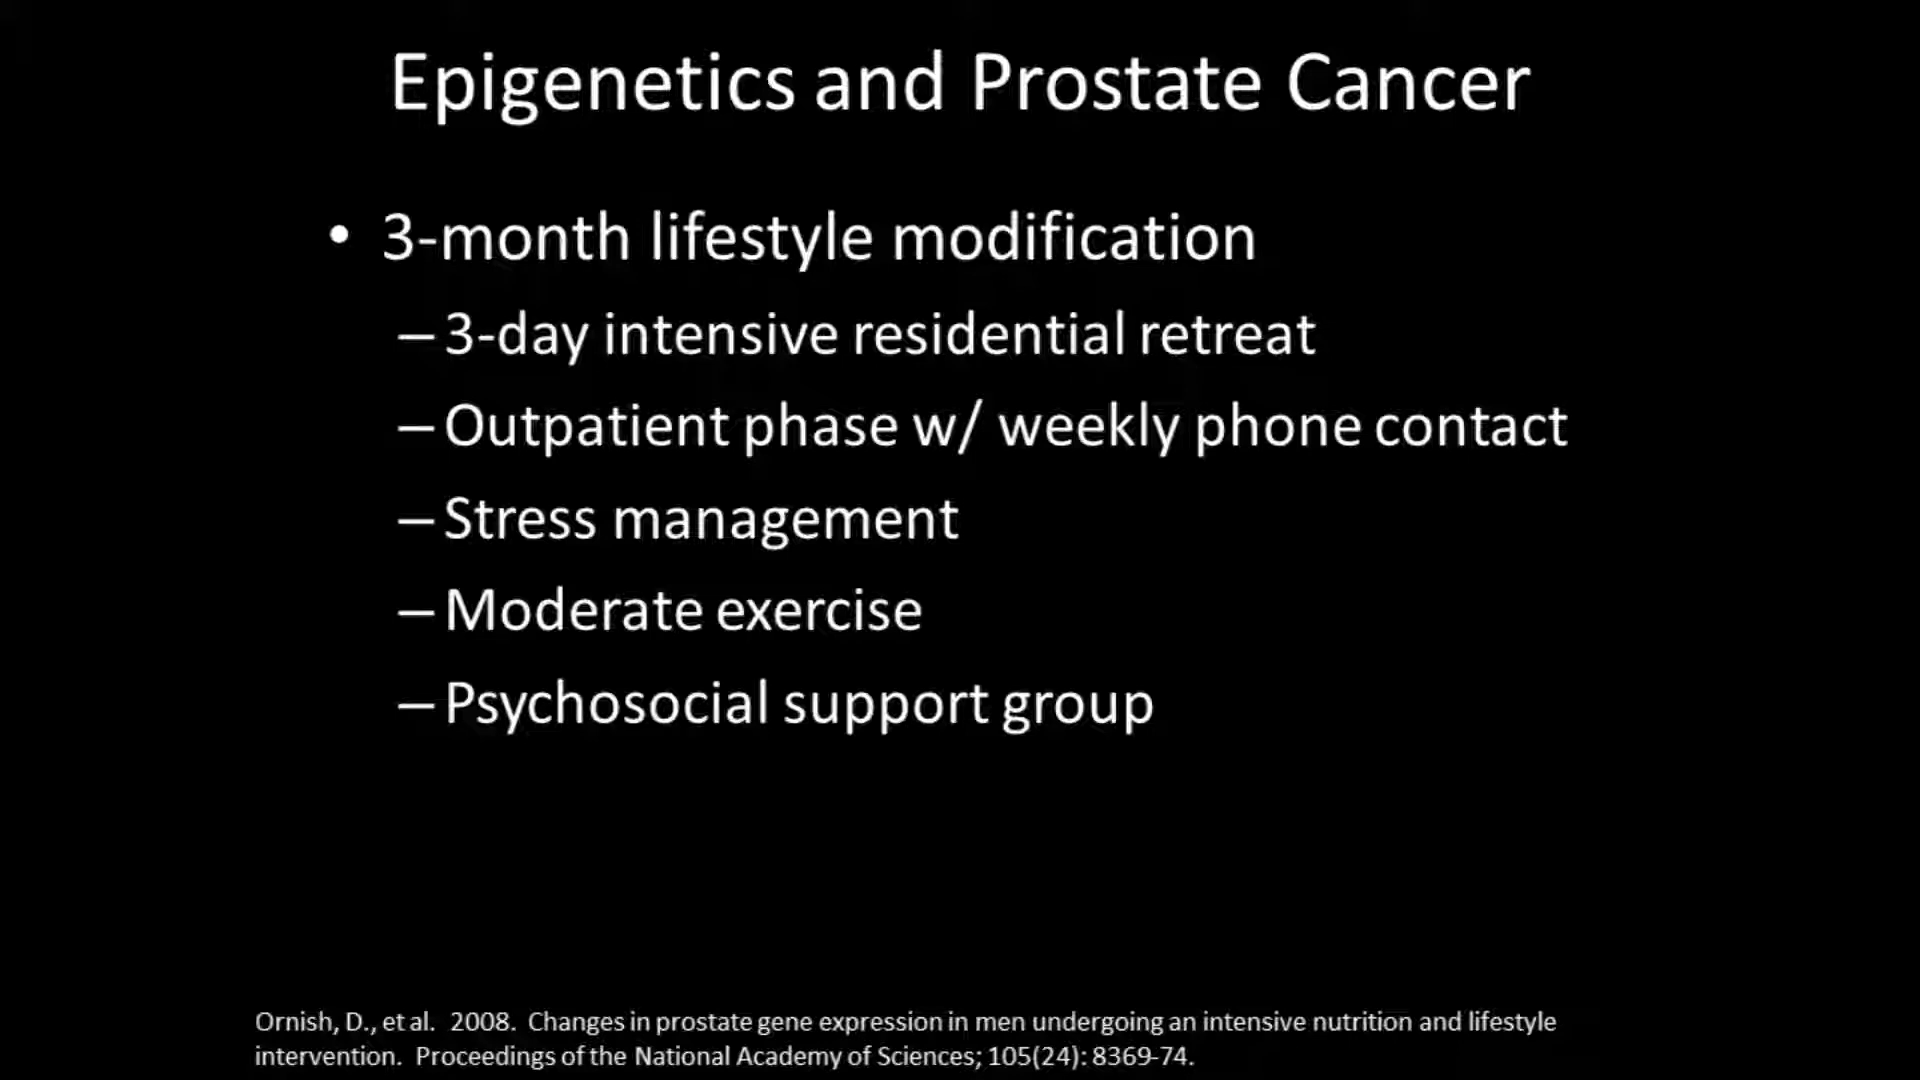 Epigenetics and Prostate Cancer
• 3-month lifestyle modification
– 3-day intensive residential retreat
– Outpatient phase w/ weekly phone contact
– Stress management
– Moderate exercise
– Psychosocial support group
Ornish, D., et al. 2008. Changes in prostate gene expression in men undergoing an intensive nutrition and lifestyle
intervention. Proceedings of the National Academy of Sciences; 105(24): 8369-74.